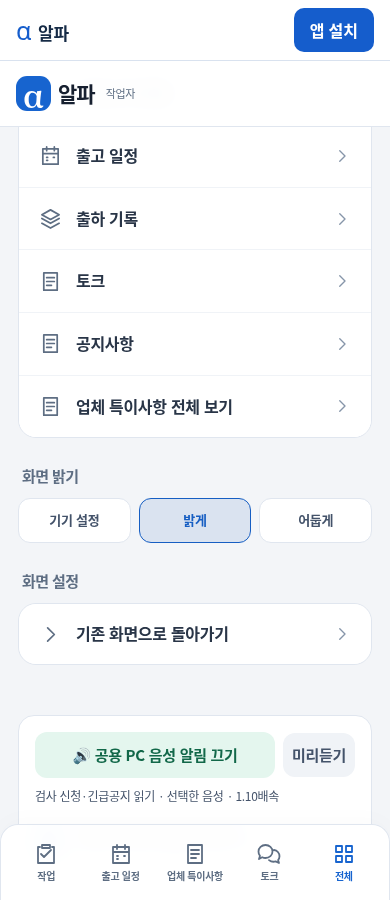 α 알파
앱 설치
α 알파 작업자
출고 일정
출하 기록
토크
공지사항
업체 특이사항 전체 보기
화면 밝기
기기 설정 밝게 어둡게
화면 설정
기존 화면으로 돌아가기
🔊 공용 PC 음성 알림 끄기 미리듣기
검사 신청·긴급공지 읽기 · 선택한 음성 · 1.10배속
작업 출고 일정 업체 특이사항 토크 전체